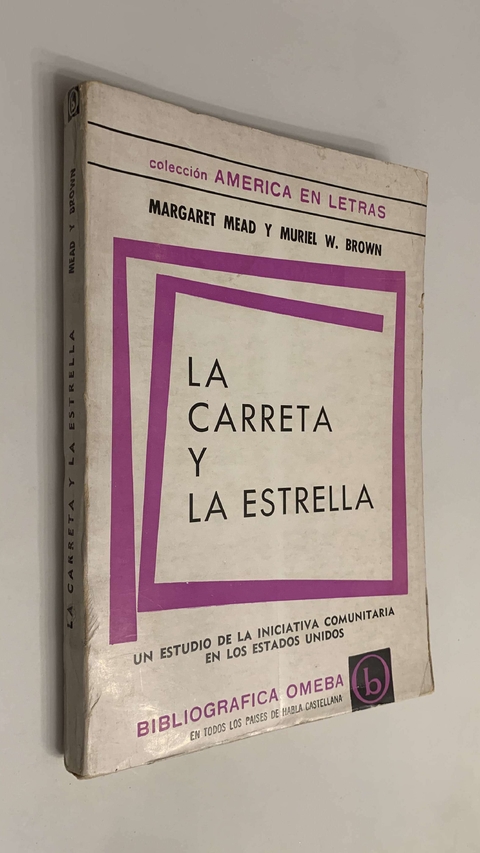 colección AMERICA EN LETRAS
MARGARET MEAD Y MURIEL W. BROWN
LA
CARRETA
Y
LA ESTRELLA
UN ESTUDIO DE LA INICIATIVA COMUNITARIA
EN LOS ESTADOS UNIDOS
BIBLIOGRAFICA OMEBA
EN TODOS LOS PAISES DE HABLA CASTELLANA
b
LA CARRETA Y LA ESTRELLA MEAD Y BROWN
b